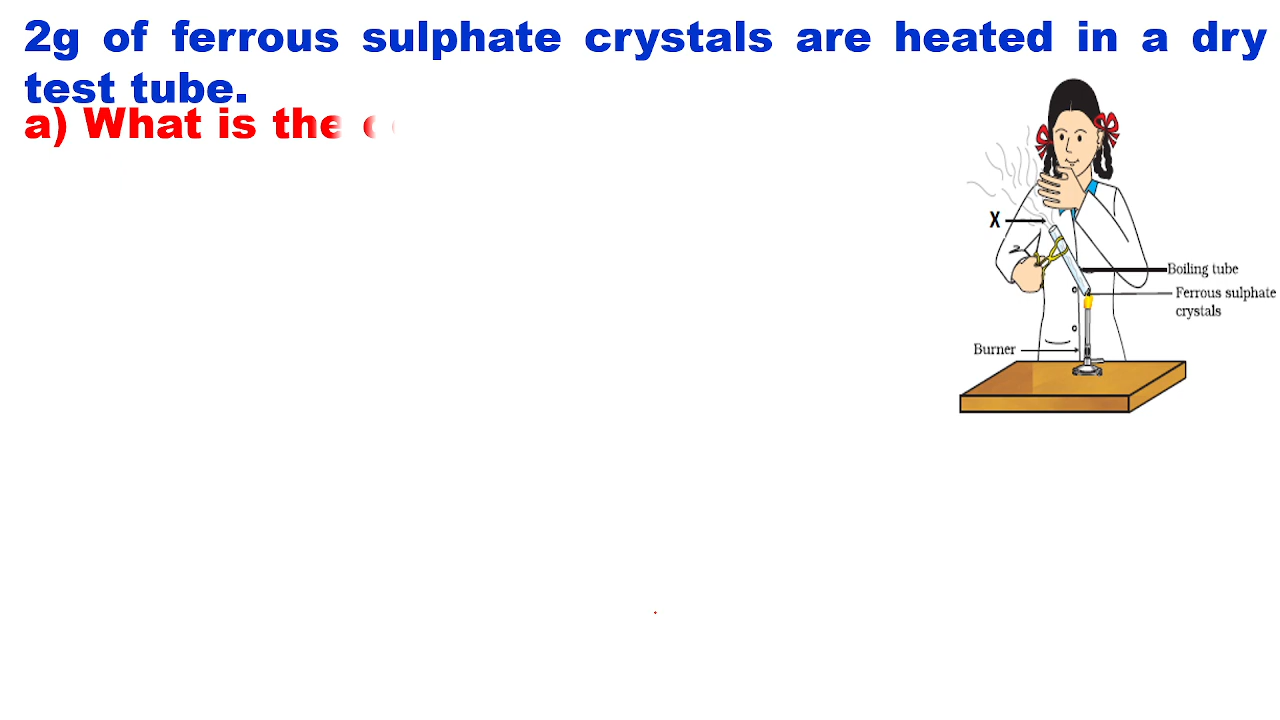 2g of ferrous sulphate crystals are heated in a dry
test tube.
a) What is the
X
Boiling tube
Ferrous sulphate
crystals
Burner